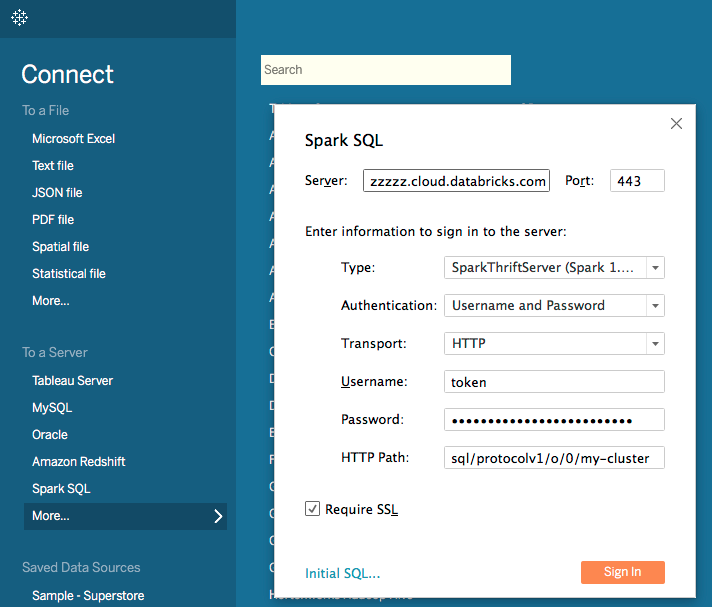 Connect
To a File
Microsoft Excel
Text file
JSON file
PDF file
Spatial file
Statistical file
More...
To a Server
Tableau Server
MySQL
Oracle
Amazon Redshift
Spark SQL
More...
Saved Data Sources
Sample - Superstore
Search
Spark SQL
Server: zzzzz.cloud.databricks.com Port: 443
Enter information to sign in to the server:
Type: SparkThriftServer (Spark 1....
Authentication: Username and Password
Transport: HTTP
Username: token
Password: •••••••••••••••••••••••••
HTTP Path: sql/protocolv1/o/0/my-cluster
Require SSL
Initial SQL...
Sign In